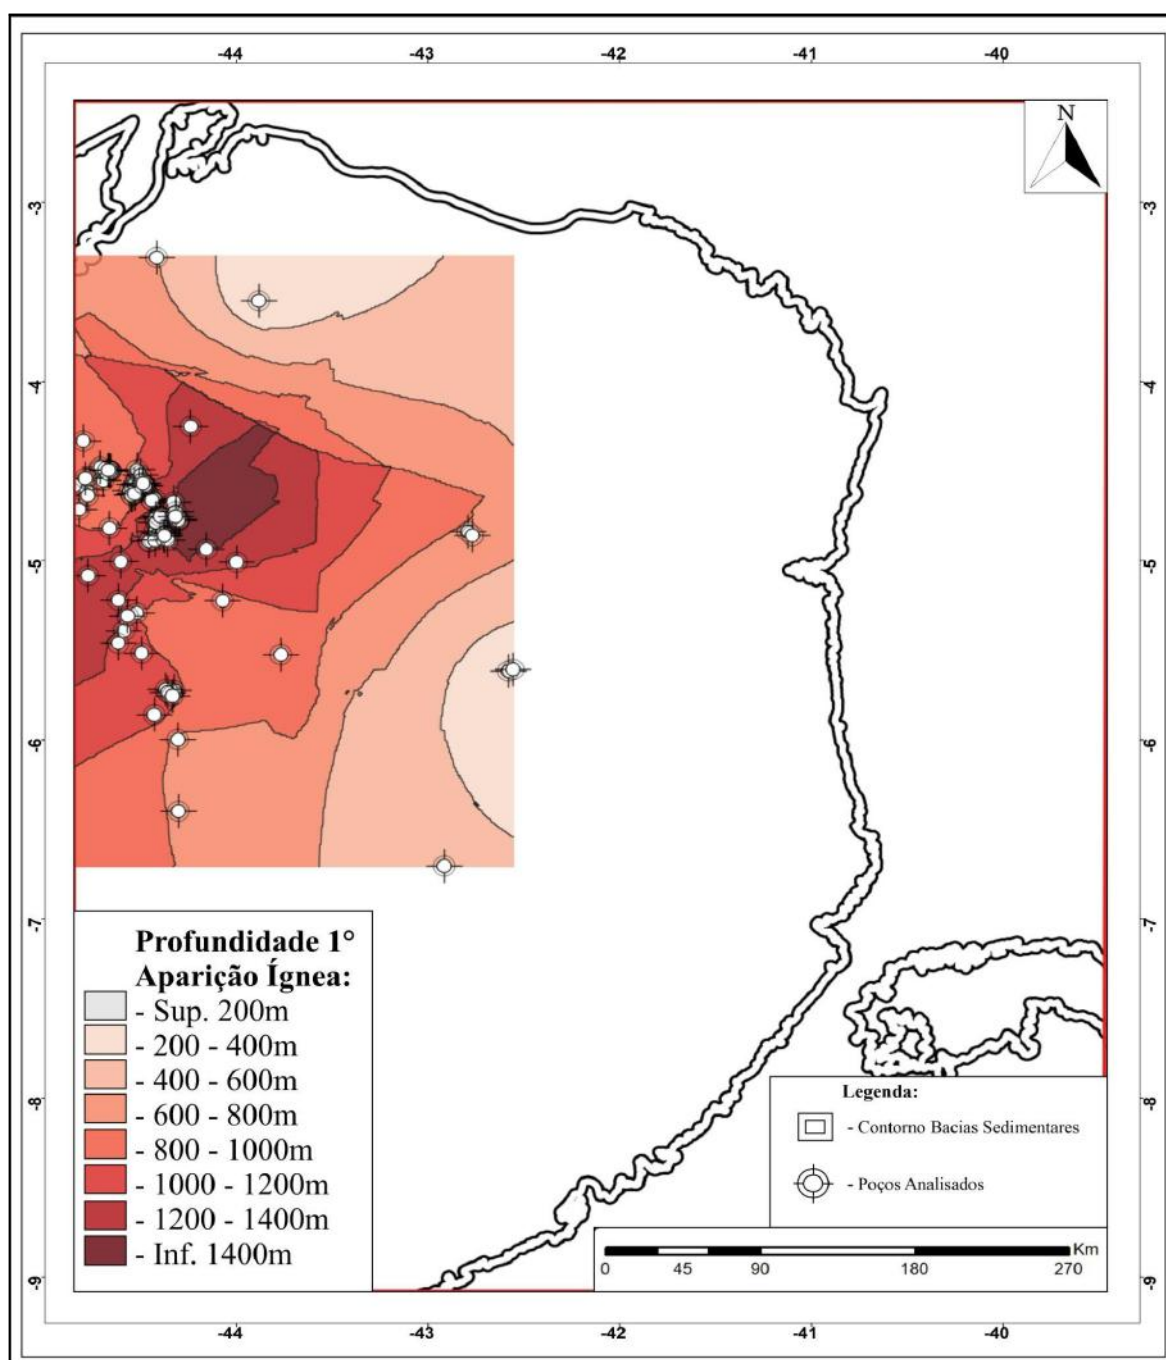 -44 -43 -42 -41 -40
N
-3 -3
-4 -4
-5 -5
-6 -6
-7 -7
-8 -8
-9 -9
Profundidade 1°
Aparição Ígnea:
- Sup. 200m
- 200 - 400m
- 400 - 600m
- 600 - 800m
- 800 - 1000m
- 1000 - 1200m
- 1200 - 1400m
- Inf. 1400m
Legenda:
- Contorno Bacias Sedimentares
- Poços Analisados
Km
0 45 90 180 270
-44 -43 -42 -41 -40